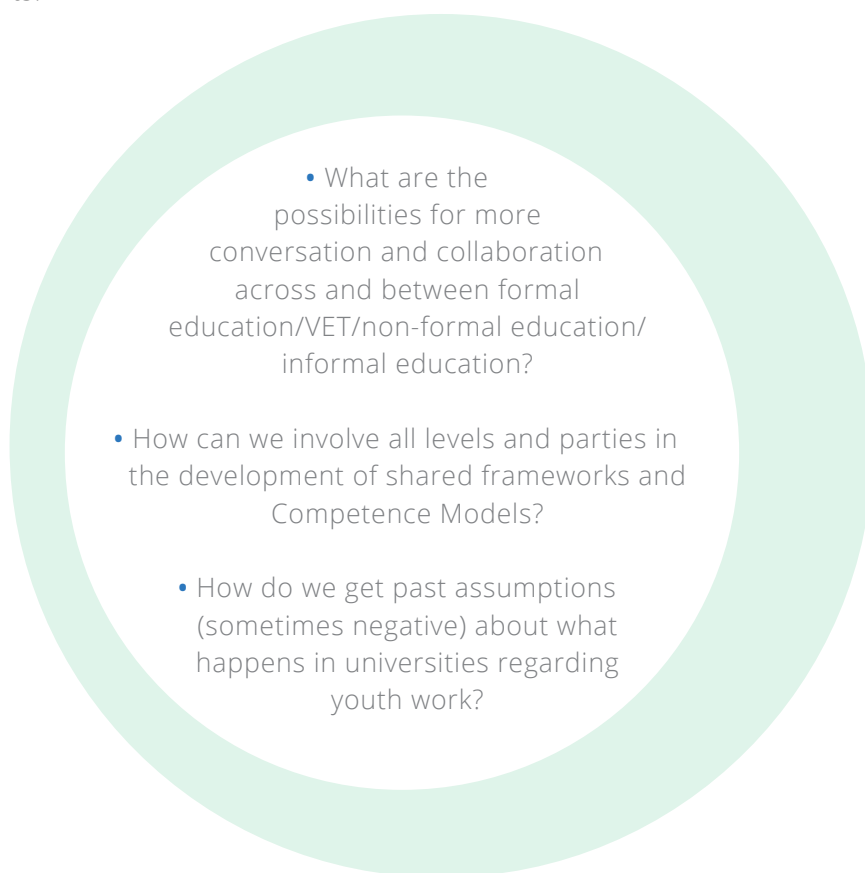 • What are the
possibilities for more
conversation and collaboration
across and between formal
education/VET/non-formal education/
informal education?
• How can we involve all levels and parties in
the development of shared frameworks and
Competence Models?
• How do we get past assumptions
(sometimes negative) about what
happens in universities regarding
youth work?